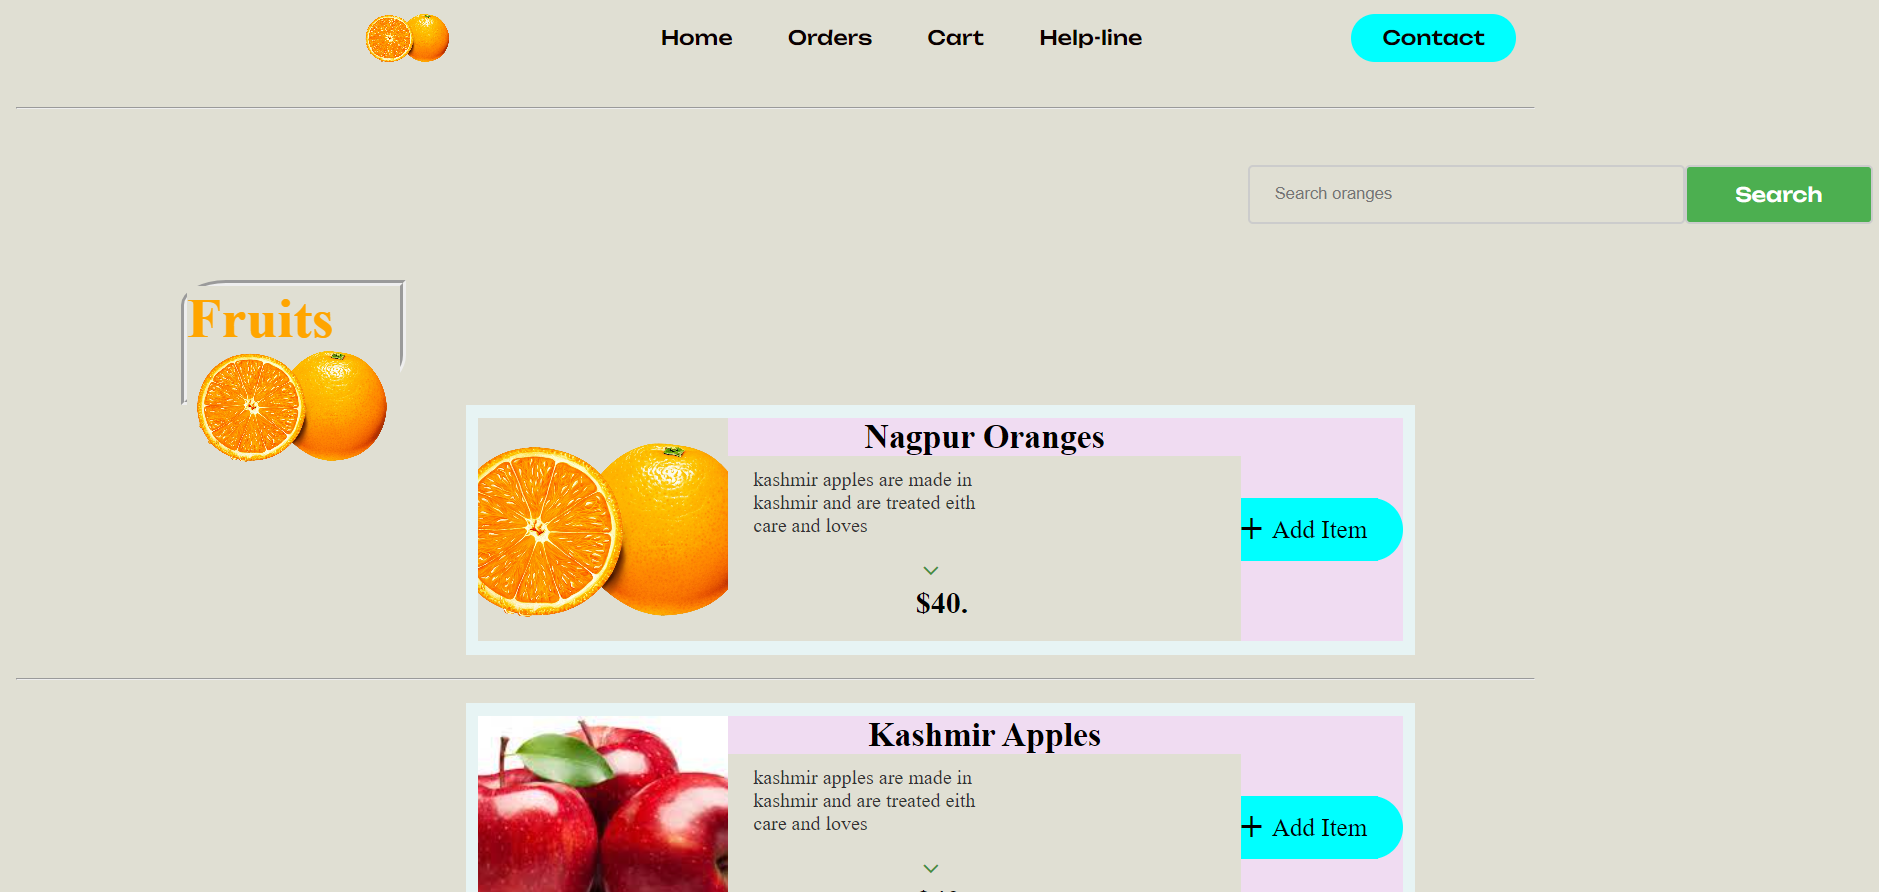 Home Orders Cart Help-line Contact
Search oranges Search
Fruits
Nagpur Oranges
kashmir apples are made in
kashmir and are treated eith
care and loves
+ Add Item
$40.
Kashmir Apples
kashmir apples are made in
kashmir and are treated eith
care and loves
+ Add Item